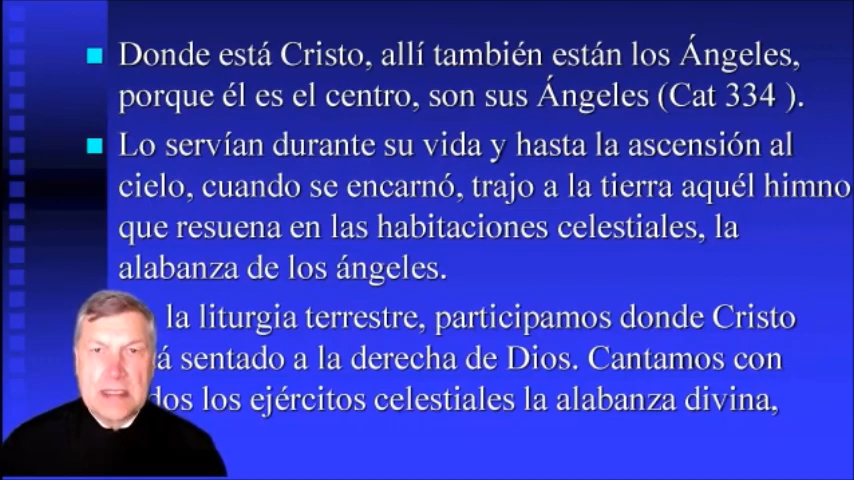 Donde está Cristo, allí también están los Ángeles,
porque él es el centro, son sus Ángeles (Cat 334 ).
Lo servían durante su vida y hasta la ascensión al
cielo, cuando se encarnó, trajo a la tierra aquél himno
que resuena en las habitaciones celestiales, la
alabanza de los ángeles.
la liturgia terrestre, participamos donde Cristo
sentado a la derecha de Dios. Cantamos con
los ejércitos celestiales la alabanza divina,